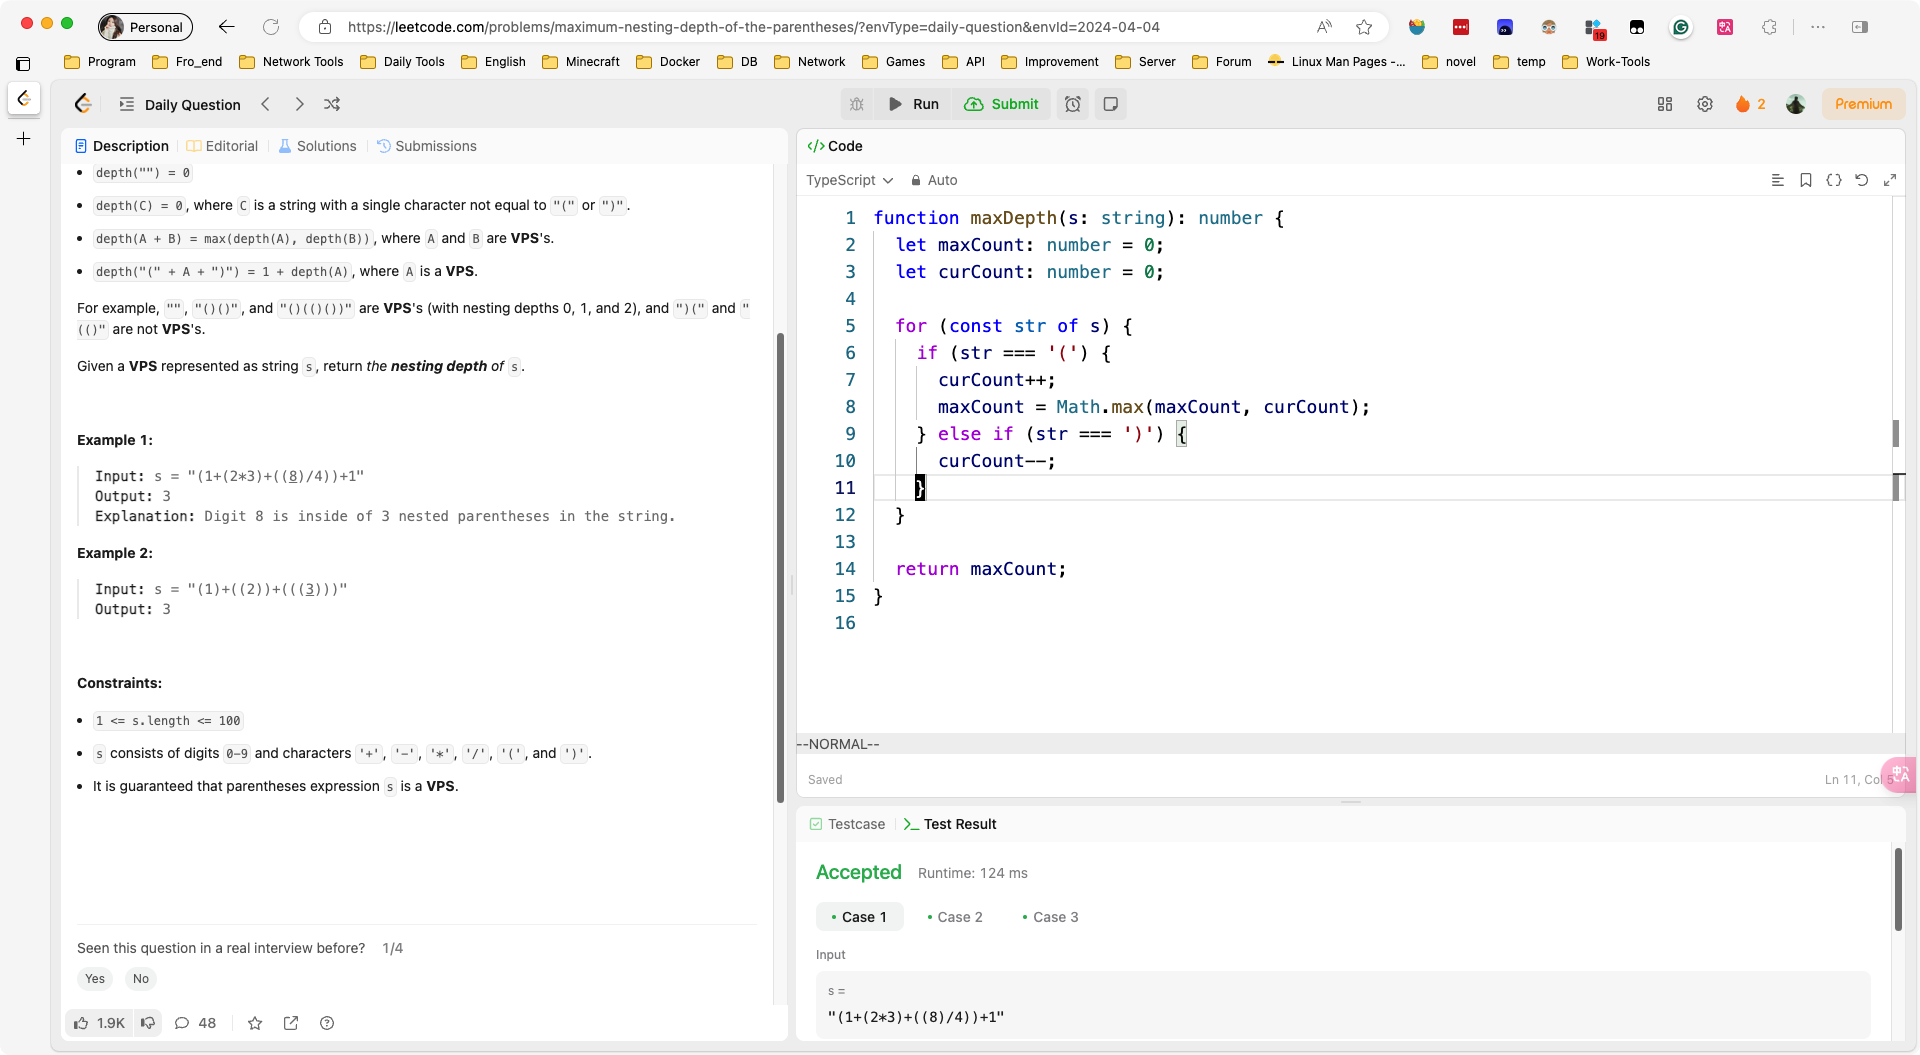 Personal
https://leetcode.com/problems/maximum-nesting-depth-of-the-parentheses/?envType=daily-question&envId=2024-04-04
19
Program Fro_end Network Tools Daily Tools English Minecraft Docker DB Network Games API Improvement Server Forum Linux Man Pages -... novel temp Work-Tools
Daily Question Run Submit 2 Premium
Description Editorial Solutions Submissions
depth("") = 0
depth(C) = 0, where C is a string with a single character not equal to "(" or ")".
depth(A + B) = max(depth(A), depth(B)), where A and B are VPS's.
depth("(" + A + ")") = 1 + depth(A), where A is a VPS.
For example, "", "()()", and "()(()())" are VPS's (with nesting depths 0, 1, and 2), and ")(" and "
(()" are not VPS's.
Given a VPS represented as string s, return the nesting depth of s.
Example 1:
Input: s = "(1+(2*3)+((8)/4))+1"
Output: 3
Explanation: Digit 8 is inside of 3 nested parentheses in the string.
Example 2:
Input: s = "(1)+((2))+(((3)))"
Output: 3
Constraints:
1 <= s.length <= 100
s consists of digits 0-9 and characters '+', '-', '*', '/', '(', and ')'.
It is guaranteed that parentheses expression s is a VPS.
Seen this question in a real interview before? 1/4
Yes No
1.9K 48
</> Code
TypeScript Auto
1 function maxDepth(s: string): number {
2 let maxCount: number = 0;
3 let curCount: number = 0;
4
5 for (const str of s) {
6 if (str === '(') {
7 curCount++;
8 maxCount = Math.max(maxCount, curCount);
9 } else if (str === ')') {
10 curCount--;
11 }
12 }
13
14 return maxCount;
15 }
16
--NORMAL--
Saved Ln 11, Col 5
Testcase >_ Test Result
Accepted Runtime: 124 ms
Case 1 Case 2 Case 3
Input
s =
"(1+(2*3)+((8)/4))+1"